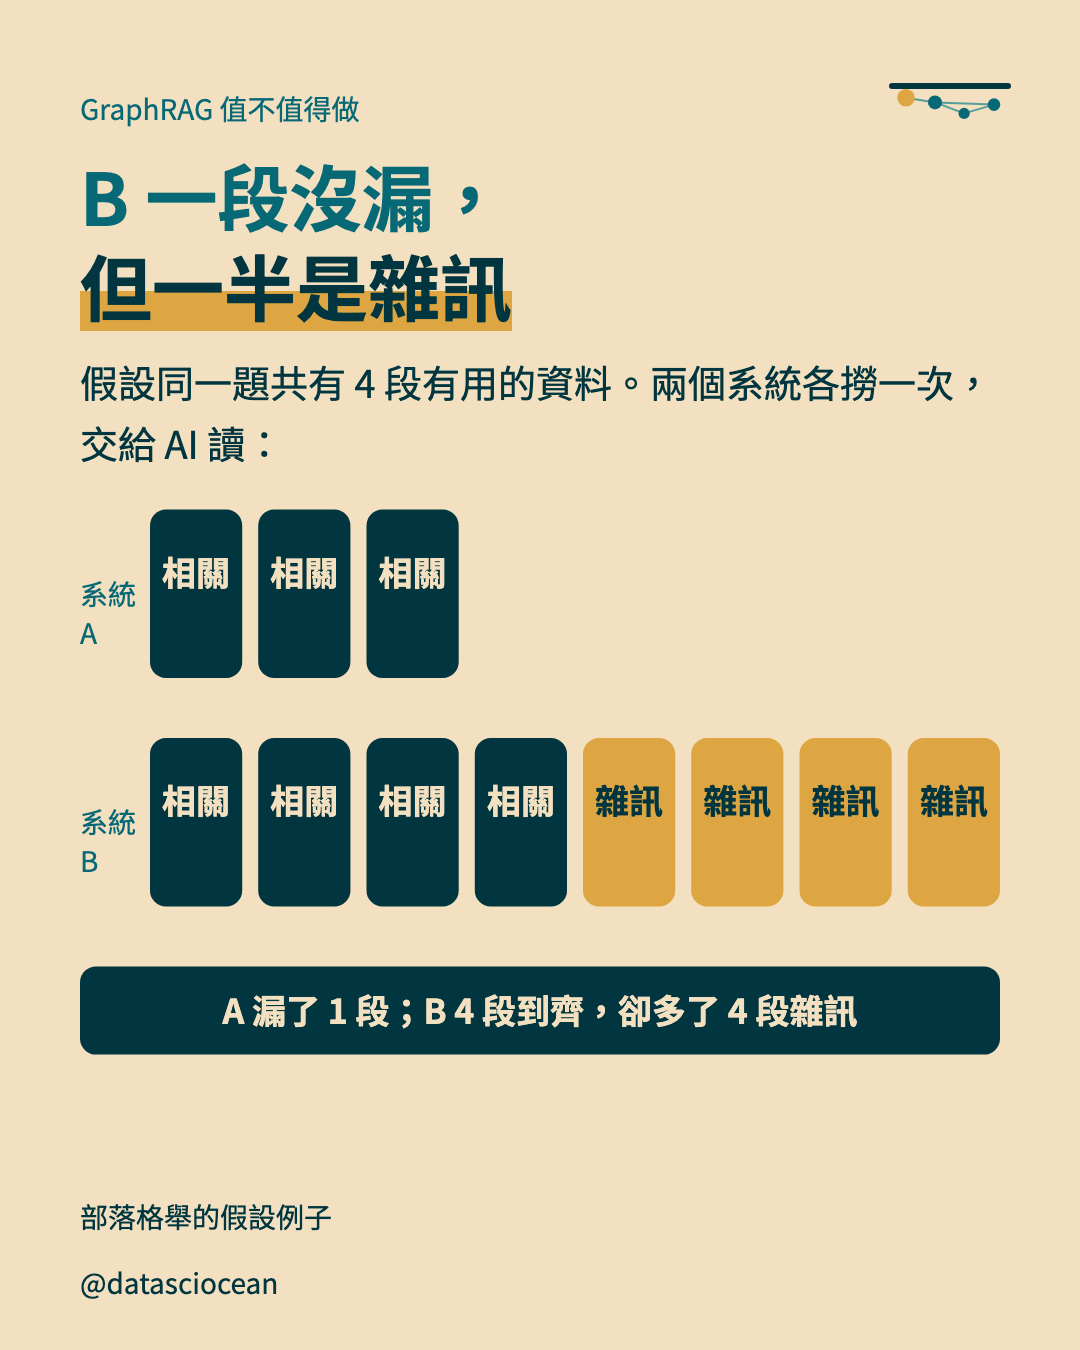 GraphRAG 值不值得做
B 一段沒漏，
但一半是雜訊
假設同一題共有 4 段有用的資料。兩個系統各撈一次，
交給 AI 讀：
系統
A
相關 相關 相關
系統
B
相關 相關 相關 相關 雜訊 雜訊 雜訊 雜訊
A 漏了 1 段；B 4 段到齊，卻多了 4 段雜訊
部落格舉的假設例子
@datasciocean